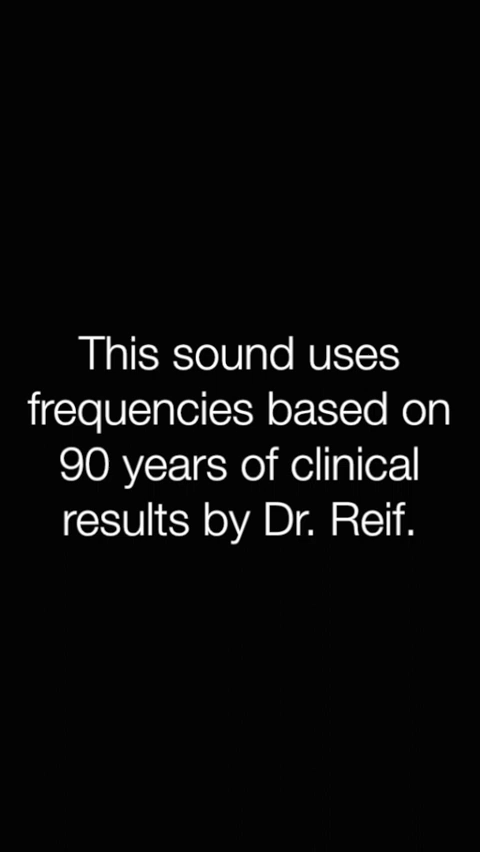 This sound uses
frequencies based on
90 years of clinical
results by Dr. Reif.